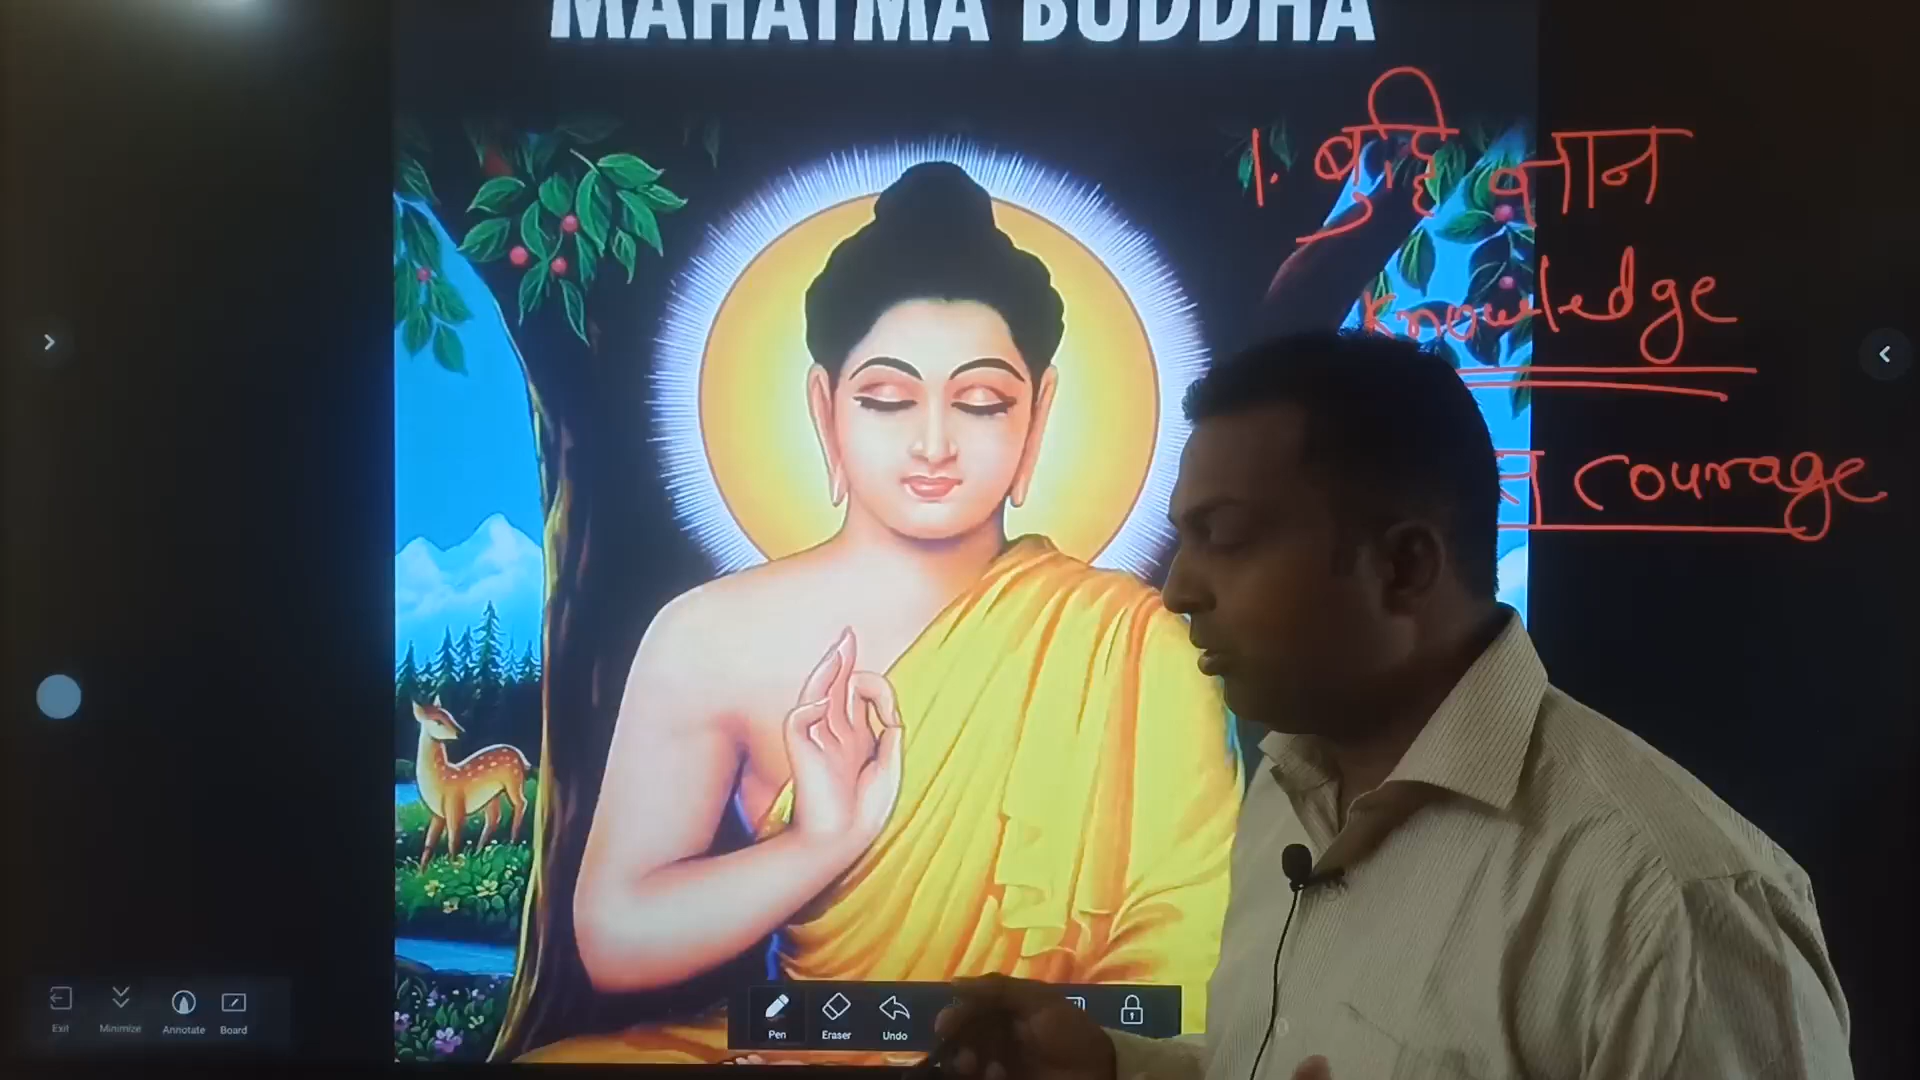 MAHATMA BUDDHA
1. बुद्धि ज्ञान
Knowledge
courage
Exit
Minimize
Annotate
Board
Pen
Eraser
Undo